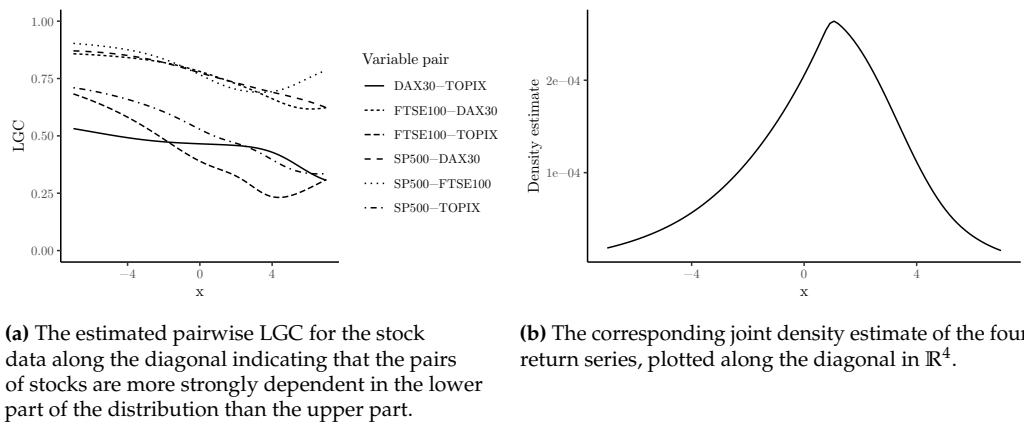 1.00
0.75
0.50
0.25
0.00
LGC
−4
0
4
x
Variable pair
DAX30−TOPIX
FTSE100−DAX30
FTSE100−TOPIX
SP500−DAX30
SP500−FTSE100
SP500−TOPIX
2e−04
1e−04
Density estimate
−4
0
4
x
(a) The estimated pairwise LGC for the stock
data along the diagonal indicating that the pairs
of stocks are more strongly dependent in the lower
part of the distribution than the upper part.
(b) The corresponding joint density estimate of the four
return series, plotted along the diagonal in ℝ⁴.